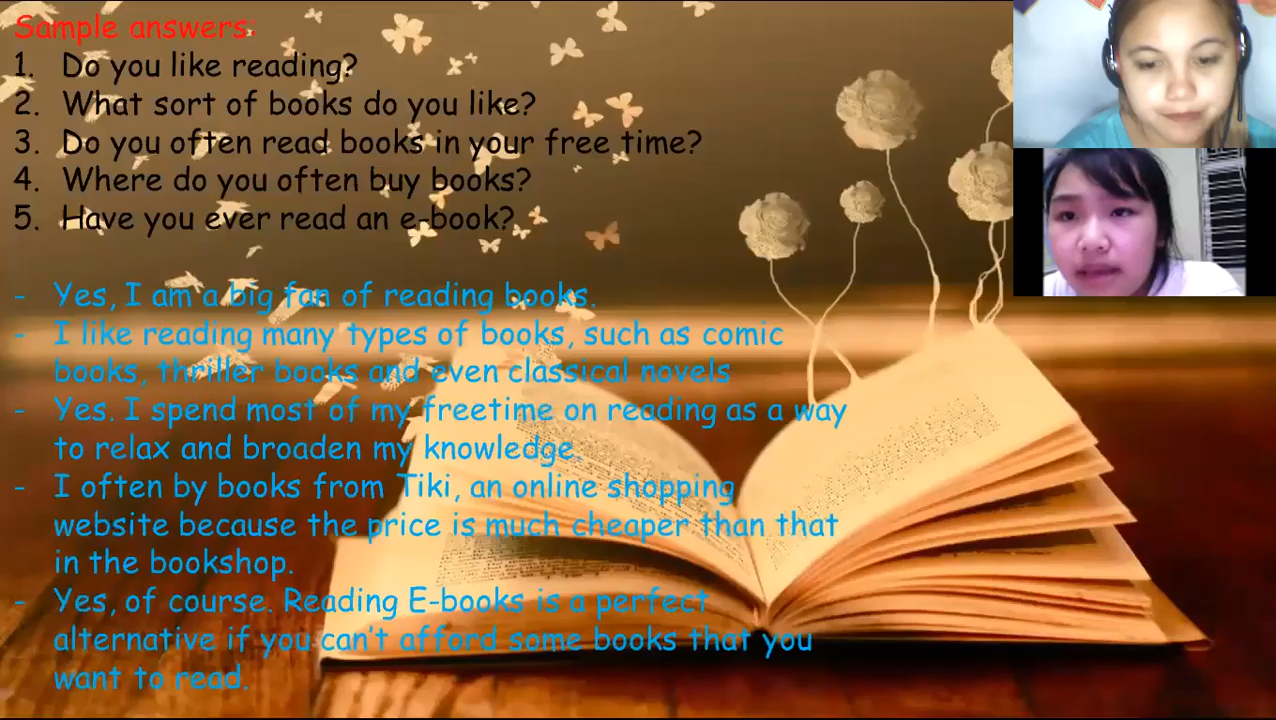 Sample answers:
1. Do you like reading?
2. What sort of books do you like?
3. Do you often read books in your free time?
4. Where do you often buy books?
5. Have you ever read an e-book?
- Yes, I am a big fan of reading books.
- I like reading many types of books, such as comic
books, thriller books and even classical novels
- Yes. I spend most of my freetime on reading as a way
to relax and broaden my knowledge.
- I often by books from Tiki, an online shopping
website because the price is much cheaper than that
in the bookshop.
- Yes, of course. Reading E-books is a perfect
alternative if you can't afford some books that you
want to read.